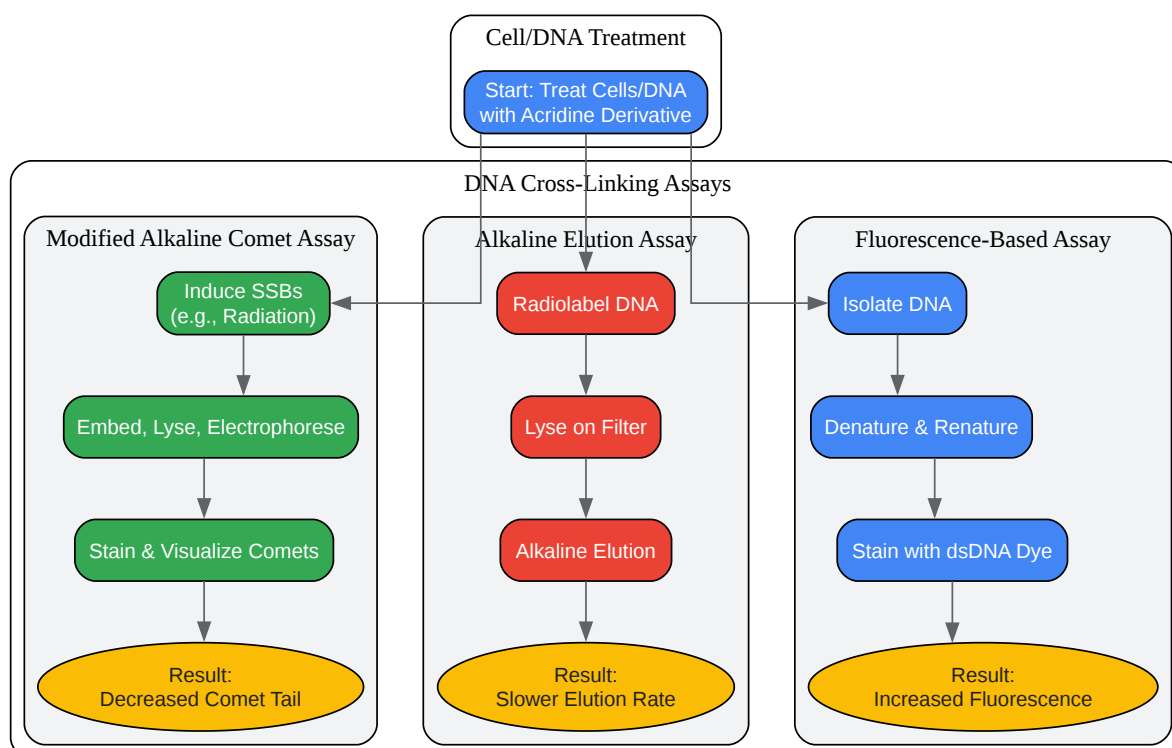 Cell/DNA Treatment
Start: Treat Cells/DNA
with Acridine Derivative
DNA Cross-Linking Assays
Modified Alkaline Comet Assay
Induce SSBs
(e.g., Radiation)
Embed, Lyse, Electrophorese
Stain & Visualize Comets
Result:
Decreased Comet Tail
Alkaline Elution Assay
Radiolabel DNA
Lyse on Filter
Alkaline Elution
Result:
Slower Elution Rate
Fluorescence-Based Assay
Isolate DNA
Denature & Renature
Stain with dsDNA Dye
Result:
Increased Fluorescence